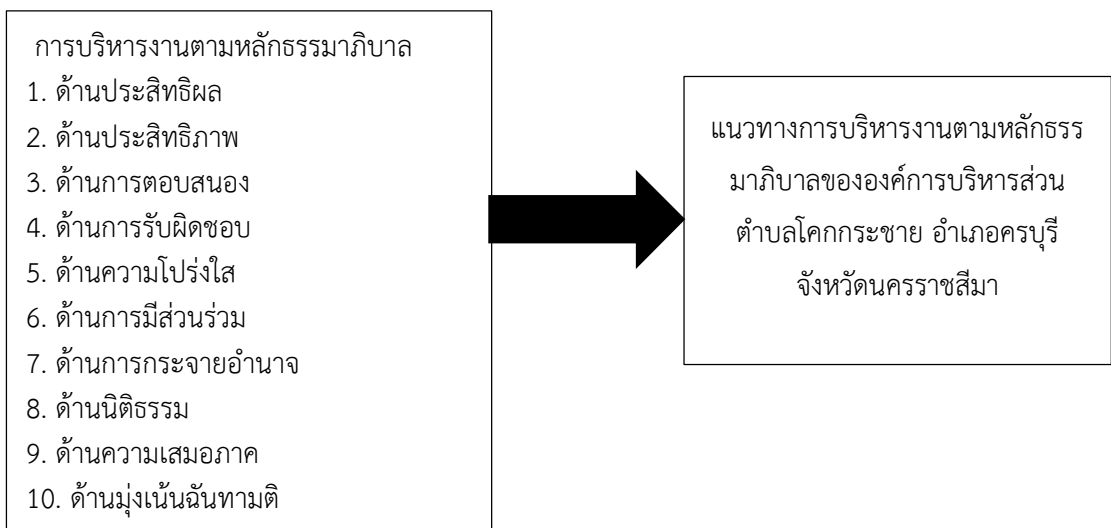 การบริหารงานตามหลักธรรมาภิบาล
1. ด้านประสิทธิผล
2. ด้านประสิทธิภาพ
3. ด้านการตอบสนอง
4. ด้านการรับผิดชอบ
5. ด้านความโปร่งใส
6. ด้านการมีส่วนร่วม
7. ด้านการกระจายอำนาจ
8. ด้านนิติธรรม
9. ด้านความเสมอภาค
10. ด้านมุ่งเน้นฉันทามติ
แนวทางการบริหารงานตามหลักธรร
มาภิบาลขององค์การบริหารส่วน
ตำบลโคกกระชาย อำเภอครบุรี
จังหวัดนครราชสีมา